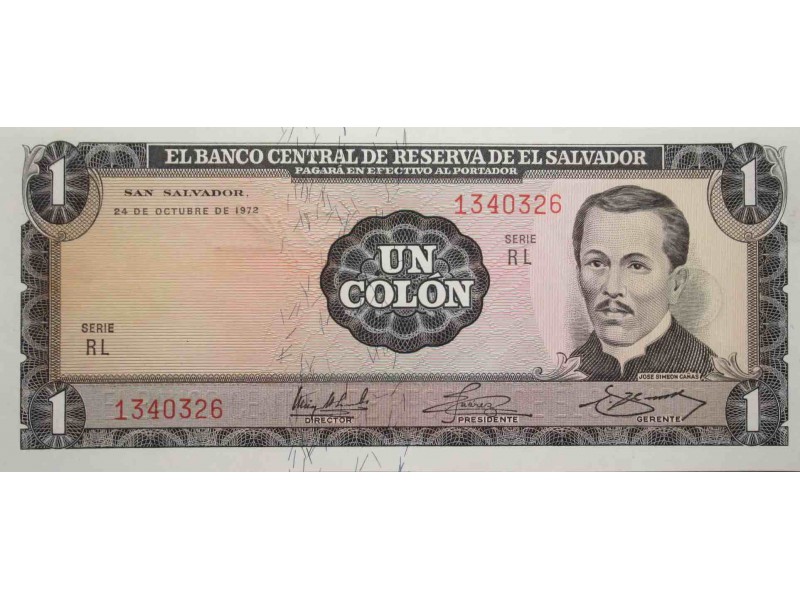 1 EL BANCO CENTRAL DE RESERVA DE EL SALVADOR 1
PAGARÁ EN EFECTIVO AL PORTADOR
SAN SALVADOR,
24 DE OCTUBRE DE 1972
1340326
SERIE
RL
UN
COLÓN
SERIE
RL
JOSE SIMEON CAÑAS
1340326
DIRECTOR
PRESIDENTE
GERENTE
1 1